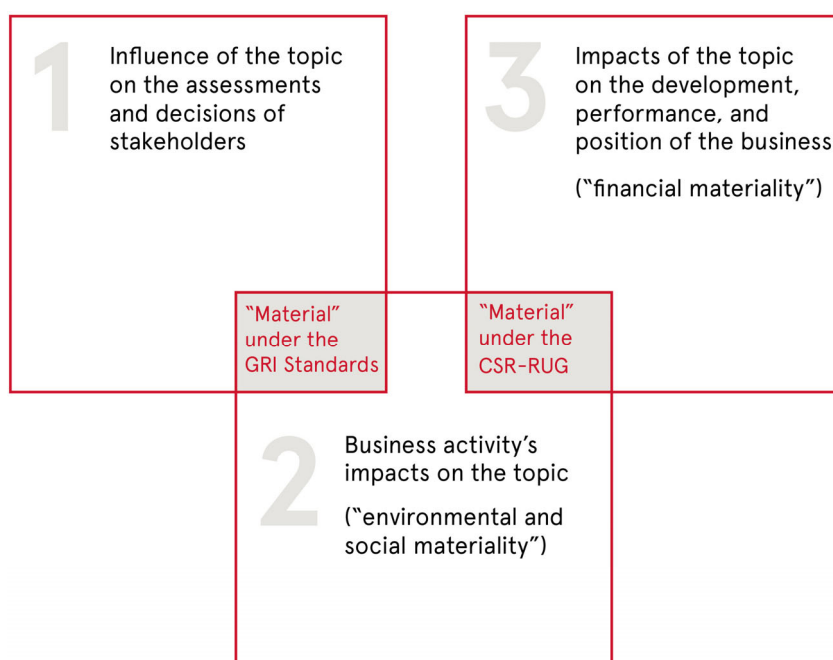 1
Influence of the topic
on the assessments
and decisions of
stakeholders
3
Impacts of the topic
on the development,
performance, and
position of the business
(“financial materiality”)
“Material”
under the
GRI Standards
“Material”
under the
CSR-RUG
2
Business activity’s
impacts on the topic
(“environmental and
social materiality”)